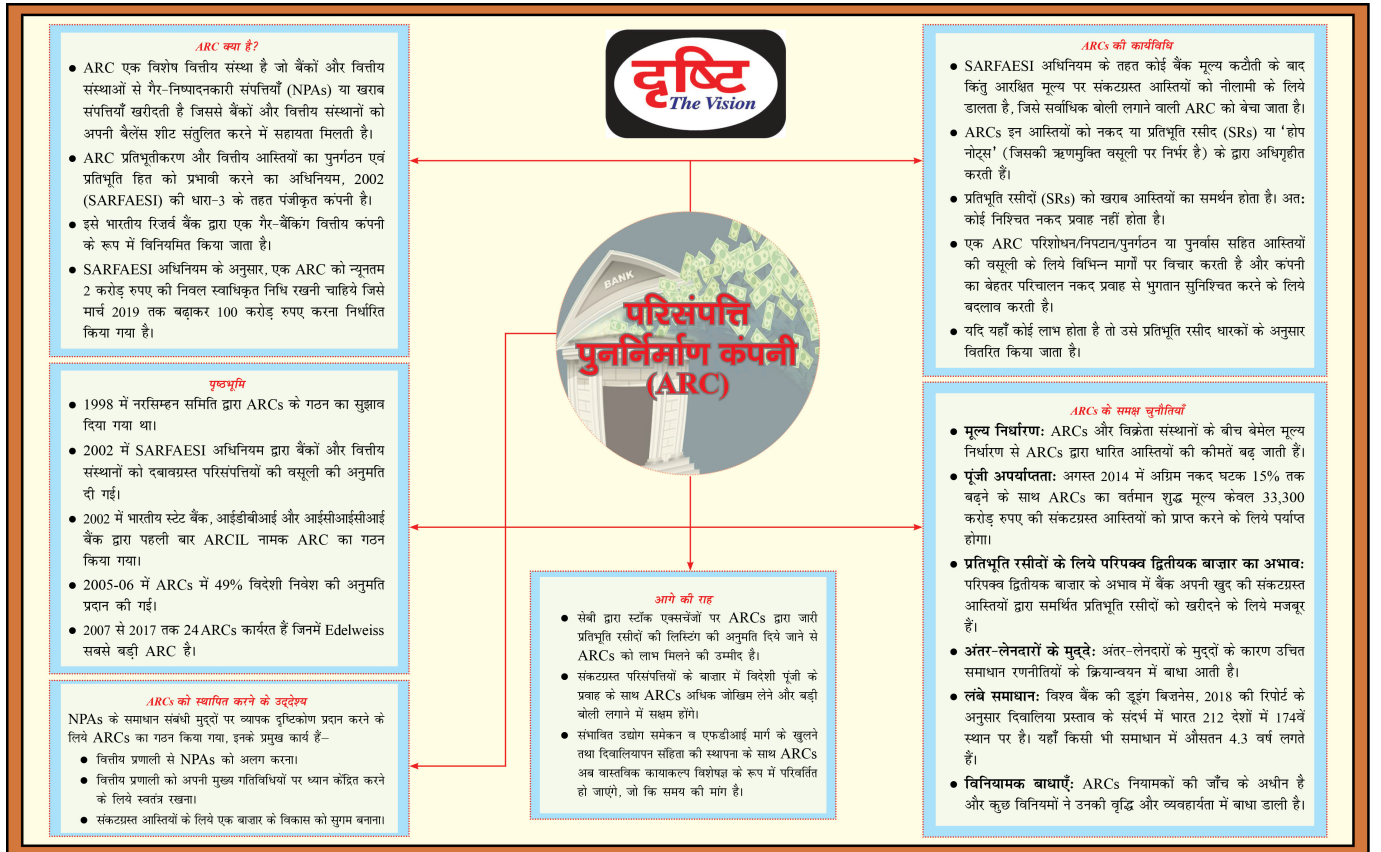 दृष्टि
The Vision
ARC क्या है?
● ARC एक विशेष वित्तीय संस्था है जो बैंकों और वित्तीय
संस्थाओं से गैर-निष्पादनकारी संपत्तियाँ (NPAs) या खराब
संपत्तियाँ खरीदती है जिससे बैंकों और वित्तीय संस्थानों को
अपनी बैलेंस शीट संतुलित करने में सहायता मिलती है।
● ARC प्रतिभूतीकरण और वित्तीय आस्तियों का पुनर्गठन एवं
प्रतिभूति हित को प्रभावी करने का अधिनियम, 2002
(SARFAESI) की धारा-3 के तहत पंजीकृत कंपनी है।
● इसे भारतीय रिज़र्व बैंक द्वारा एक गैर-बैंकिंग वित्तीय कंपनी
के रूप में विनियमित किया जाता है।
● SARFAESI अधिनियम के अनुसार, एक ARC को न्यूनतम
2 करोड़ रुपए की निवल स्वाधिकृत निधि रखनी चाहिये जिसे
मार्च 2019 तक बढ़ाकर 100 करोड़ रुपए करना निर्धारित
किया गया है।
पृष्ठभूमि
● 1998 में नरसिम्हन समिति द्वारा ARCs के गठन का सुझाव
दिया गया था।
● 2002 में SARFAESI अधिनियम द्वारा बैंकों और वित्तीय
संस्थानों को दबावग्रस्त परिसंपत्तियों की वसूली की अनुमति
दी गई।
● 2002 में भारतीय स्टेट बैंक, आईडीबीआई और आईसीआईसीआई
बैंक द्वारा पहली बार ARCIL नामक ARC का गठन
किया गया।
● 2005-06 में ARCs में 49% विदेशी निवेश की अनुमति
प्रदान की गई।
● 2007 से 2017 तक 24 ARCs कार्यरत हैं जिनमें Edelweiss
सबसे बड़ी ARC है।
ARCs को स्थापित करने के उद्देश्य
NPAs के समाधान संबंधी मुद्दों पर व्यापक दृष्टिकोण प्रदान करने के
लिये ARCs का गठन किया गया, इनके प्रमुख कार्य हैं–
● वित्तीय प्रणाली से NPAs को अलग करना।
● वित्तीय प्रणाली को अपनी मुख्य गतिविधियों पर ध्यान केंद्रित करने
के लिये स्वतंत्र रखना।
● संकटग्रस्त आस्तियों के लिये एक बाज़ार के विकास को सुगम बनाना।
BANK
परिसंपत्ति
पुनर्निर्माण कंपनी
(ARC)
आगे की राह
● सेबी द्वारा स्टॉक एक्सचेंजों पर ARCs द्वारा जारी
प्रतिभूति रसीदों की लिस्टिंग की अनुमति दिये जाने से
ARCs को लाभ मिलने की उम्मीद है।
● संकटग्रस्त परिसंपत्तियों के बाजार में विदेशी पूंजी के
प्रवाह के साथ ARCs अधिक जोखिम लेने और बड़ी
बोली लगाने में सक्षम होंगे।
● संभावित उद्योग समेकन व एफडीआई मार्ग के खुलने
तथा दिवालियापन संहिता की स्थापना के साथ ARCs
अब वास्तविक कायाकल्प विशेषज्ञ के रूप में परिवर्तित
हो जाएंगे, जो कि समय की मांग है।
ARCs की कार्यविधि
● SARFAESI अधिनियम के तहत कोई बैंक मूल्य कटौती के बाद
किंतु आरक्षित मूल्य पर संकटग्रस्त आस्तियों को नीलामी के लिये
डालता है, जिसे सर्वाधिक बोली लगाने वाली ARC को बेचा जाता है।
● ARCs इन आस्तियों को नकद या प्रतिभूति रसीद (SRs) या ‘होप
नोट्स’ (जिसकी ऋणमुक्ति वसूली पर निर्भर है) के द्वारा अधिगृहीत
करती हैं।
● प्रतिभूति रसीदों (SRs) को खराब आस्तियों का समर्थन होता है। अतः
कोई निश्चित नकद प्रवाह नहीं होता है।
● एक ARC परिशोधन/निपटान/पुनर्गठन या पुनर्वास सहित आस्तियों
की वसूली के लिये विभिन्न मार्गों पर विचार करती है और कंपनी
का बेहतर परिचालन नकद प्रवाह से भुगतान सुनिश्चित करने के लिये
बदलाव करती है।
● यदि यहाँ कोई लाभ होता है तो उसे प्रतिभूति रसीद धारकों के अनुसार
वितरित किया जाता है।
ARCs के समक्ष चुनौतियाँ
● मूल्य निर्धारण: ARCs और विक्रेता संस्थानों के बीच बेमेल मूल्य
निर्धारण से ARCs द्वारा धारित आस्तियों की कीमतें बढ़ जाती हैं।
● पूंजी अपर्याप्तता: अगस्त 2014 में अग्रिम नकद घटक 15% तक
बढ़ने के साथ ARCs का वर्तमान शुद्ध मूल्य केवल 33,300
करोड़ रुपए की संकटग्रस्त आस्तियों को प्राप्त करने के लिये पर्याप्त
होगा।
● प्रतिभूति रसीदों के लिये परिपक्व द्वितीयक बाज़ार का अभाव:
परिपक्व द्वितीयक बाजार के अभाव में बैंक अपनी खुद की संकटग्रस्त
आस्तियों द्वारा समर्थित प्रतिभूति रसीदों को खरीदने के लिये मजबूर
हैं।
● अंतर-लेनदारों के मुद्दे: अंतर-लेनदारों के मुद्दों के कारण उचित
समाधान रणनीतियों के क्रियान्वयन में बाधा आती है।
● लंबे समाधान: विश्व बैंक की डूइंग बिज़नेस, 2018 की रिपोर्ट के
अनुसार दिवालिया प्रस्ताव के संदर्भ में भारत 212 देशों में 174वें
स्थान पर है। यहाँ किसी भी समाधान में औसतन 4.3 वर्ष लगते
हैं।
● विनियामक बाधाएँ: ARCs नियामकों की जाँच के अधीन है
और कुछ विनियमों ने उनकी वृद्धि और व्यवहार्यता में बाधा डाली है।